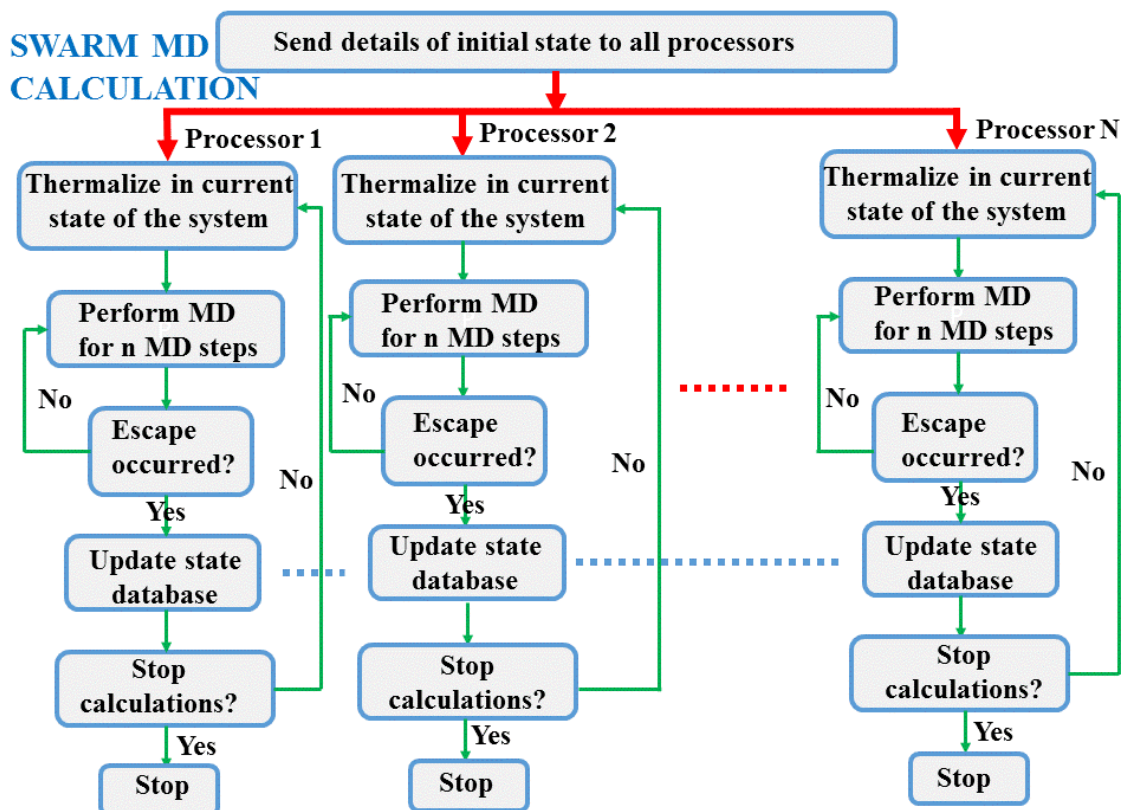 SWARM MD
CALCULATION
Send details of initial state to all processors
Processor 1
Thermalize in current
state of the system
Perform MD
for n MD steps
No
Escape
occurred?
Yes
No
Update state
database
Stop
calculations?
Yes
Stop
Processor 2
Thermalize in current
state of the system
Perform MD
for n MD steps
No
Escape
occurred?
Yes
No
Update state
database
Stop
calculations?
Yes
Stop
Processor N
Thermalize in current
state of the system
Perform MD
for n MD steps
No
Escape
occurred?
Yes
No
Update state
database
Stop
calculations?
Yes
Stop